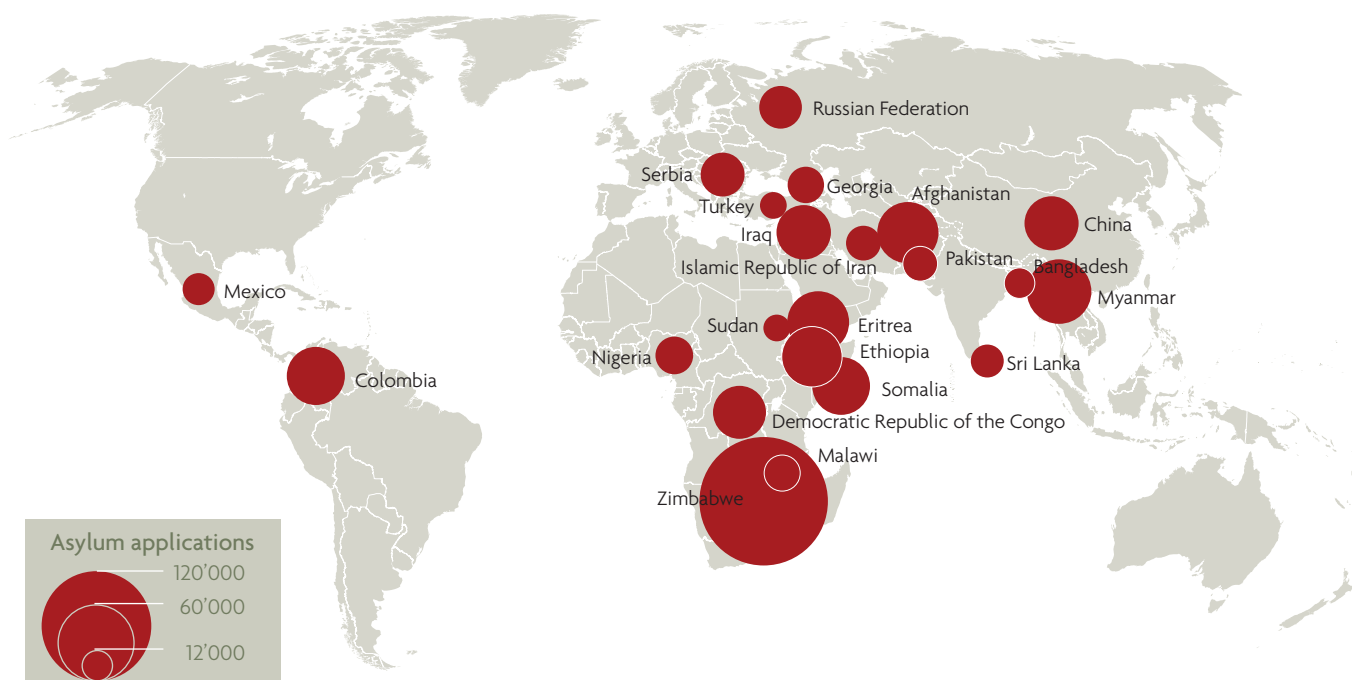 Russian Federation
Serbia
Georgia
Afghanistan
Turkey
Iraq
China
Islamic Republic of Iran
Pakistan
Bangladesh
Mexico
Myanmar
Sudan
Eritrea
Nigeria
Ethiopia
Sri Lanka
Colombia
Somalia
Democratic Republic of the Congo
Malawi
Zimbabwe
Asylum applications
120’000
60’000
12’000